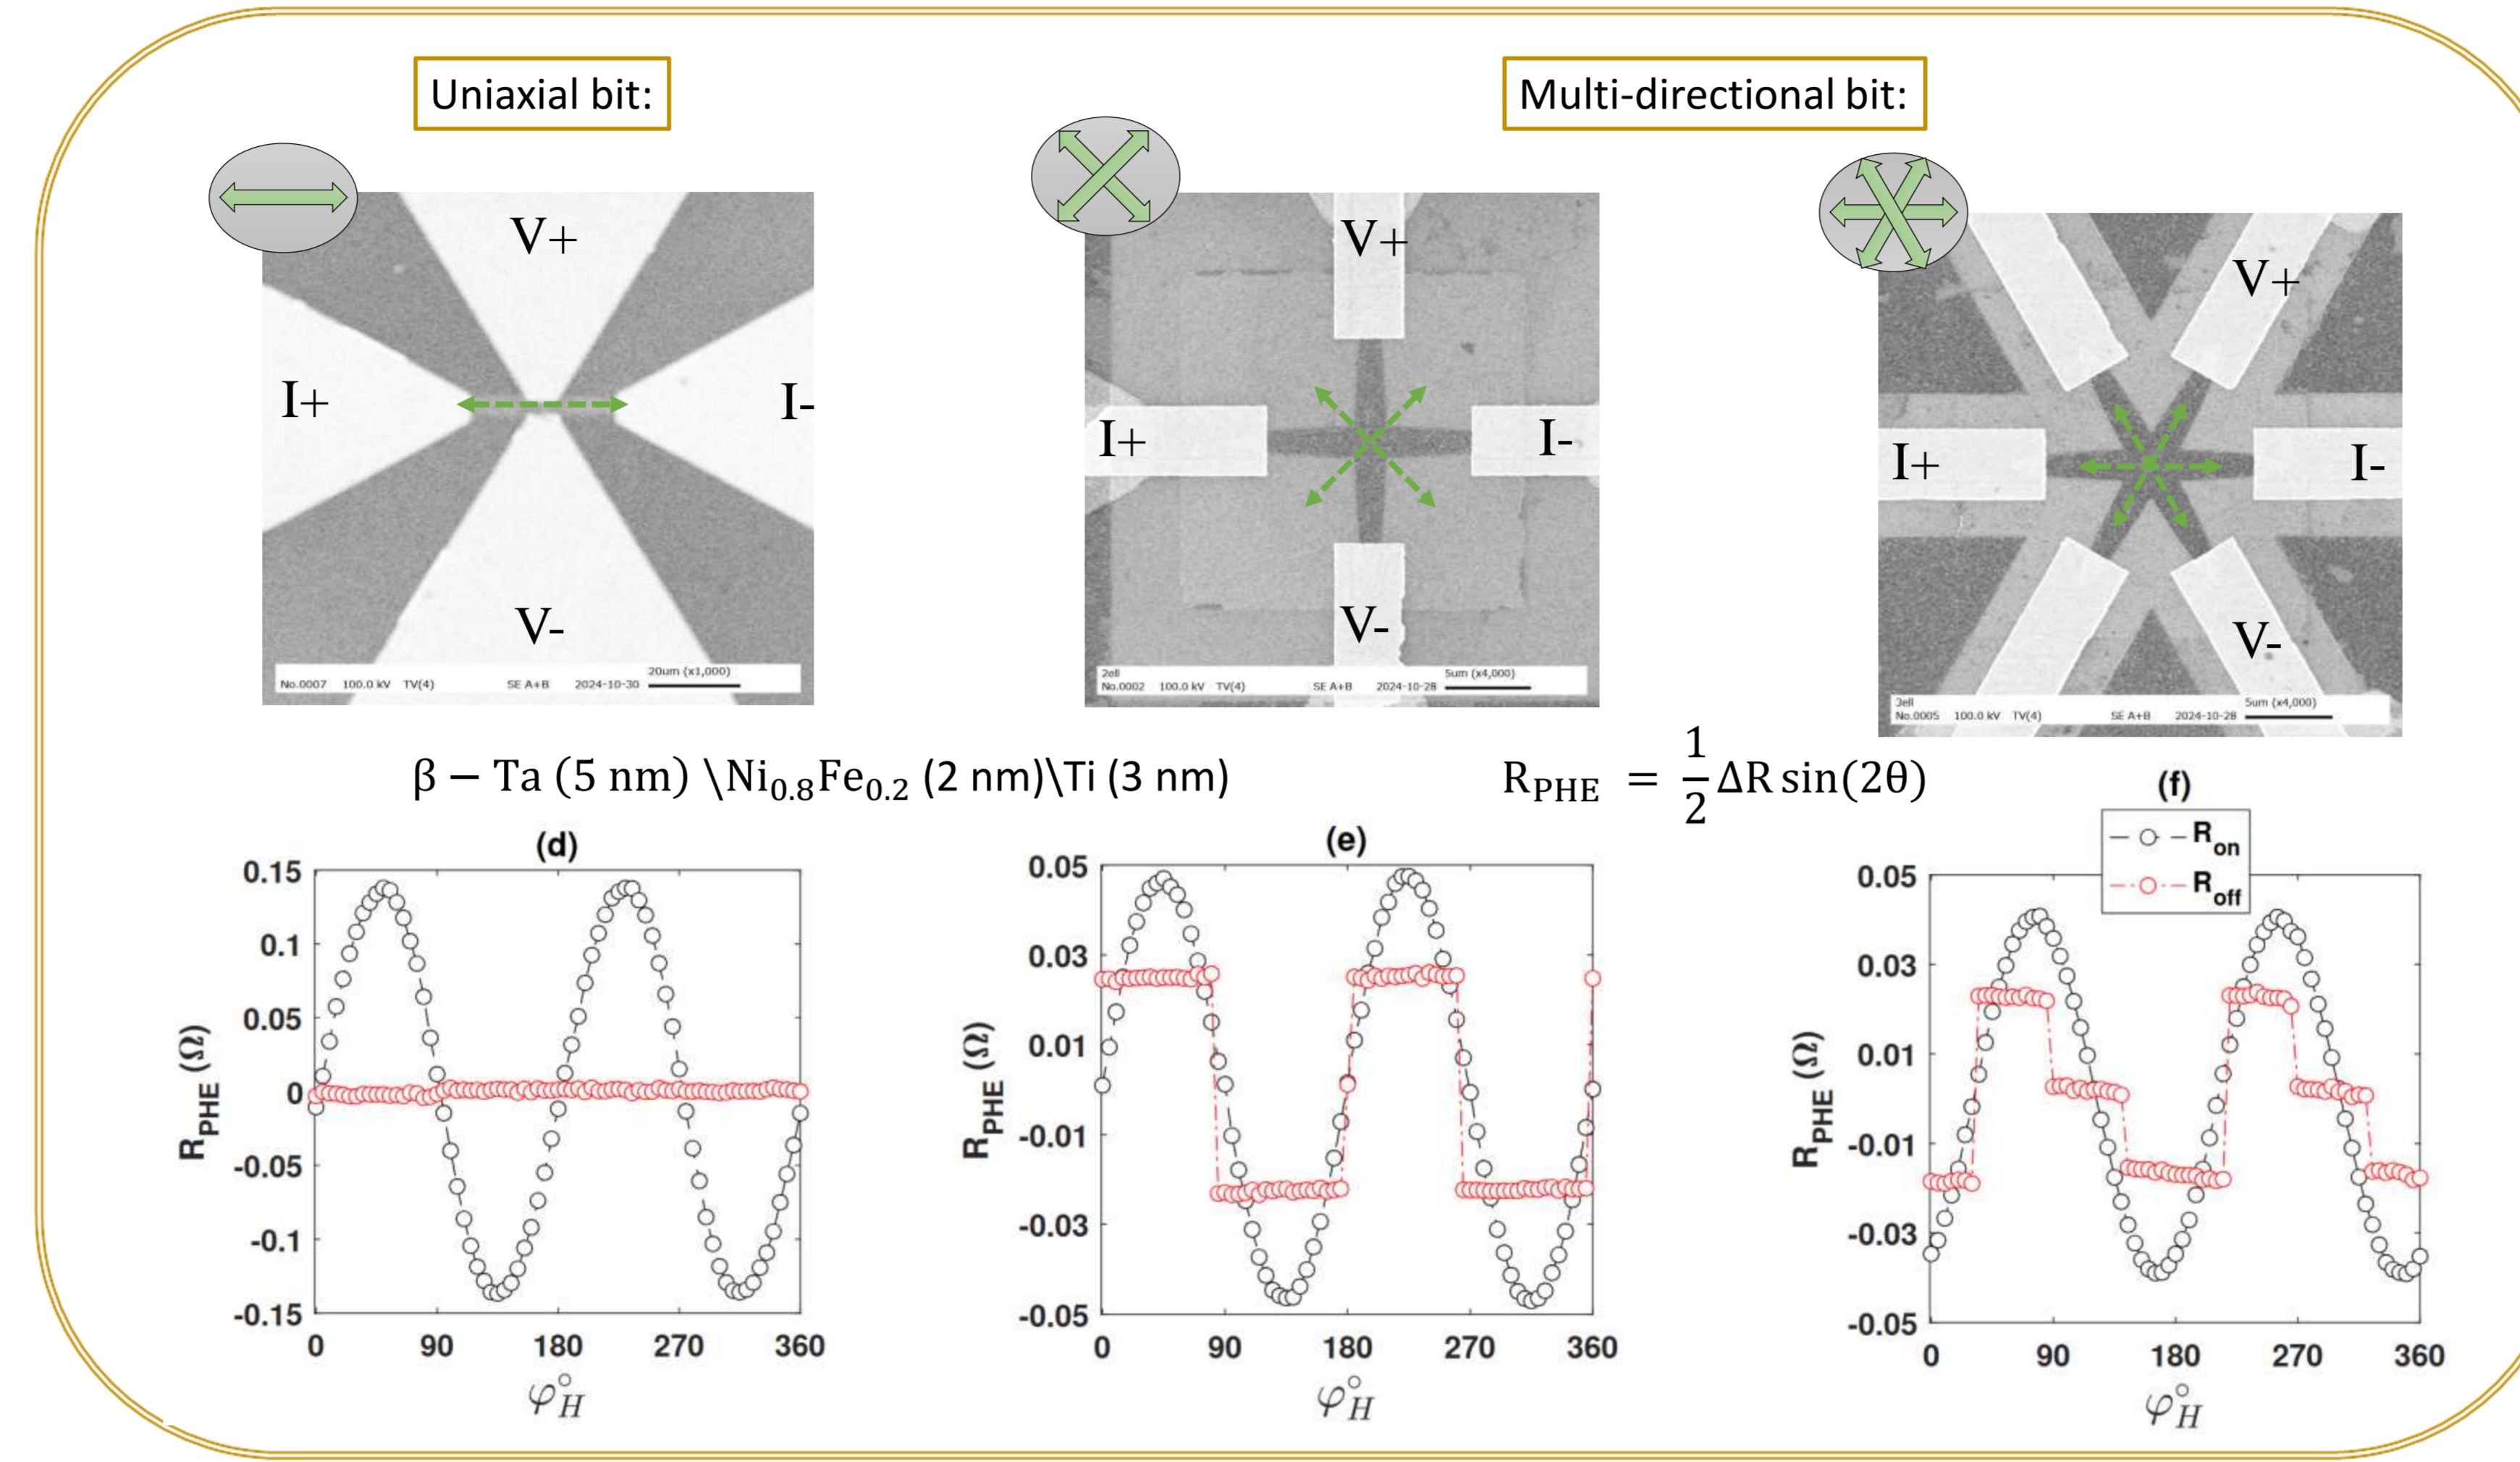 Uniaxial bit:
Multi-directional bit:
V+
I+
I-
V-
20um (x1,000)
No.0007 100.0 kV TV(4) SE A+B 2024-10-30
V+
I+
I-
V-
2ell 5um (x4,000)
No.0002 100.0 kV TV(4) SE A+B 2024-10-28
V+
I+
I-
V-
3ell 5um (x4,000)
No.0005 100.0 kV TV(4) SE A+B 2024-10-28
β − Ta (5 nm) \Ni0.8Fe0.2 (2 nm)\Ti (3 nm)
RPHE = 1/2 ΔR sin(2θ)
(d)
RPHE (Ω)
0.15
0.1
0.05
0
-0.05
-0.1
-0.15
0 90 180 270 360
φ°H
(e)
RPHE (Ω)
0.05
0.03
0.01
-0.01
-0.03
-0.05
0 90 180 270 360
φ°H
(f)
Ron
Roff
RPHE (Ω)
0.05
0.03
0.01
-0.01
-0.03
-0.05
0 90 180 270 360
φ°H